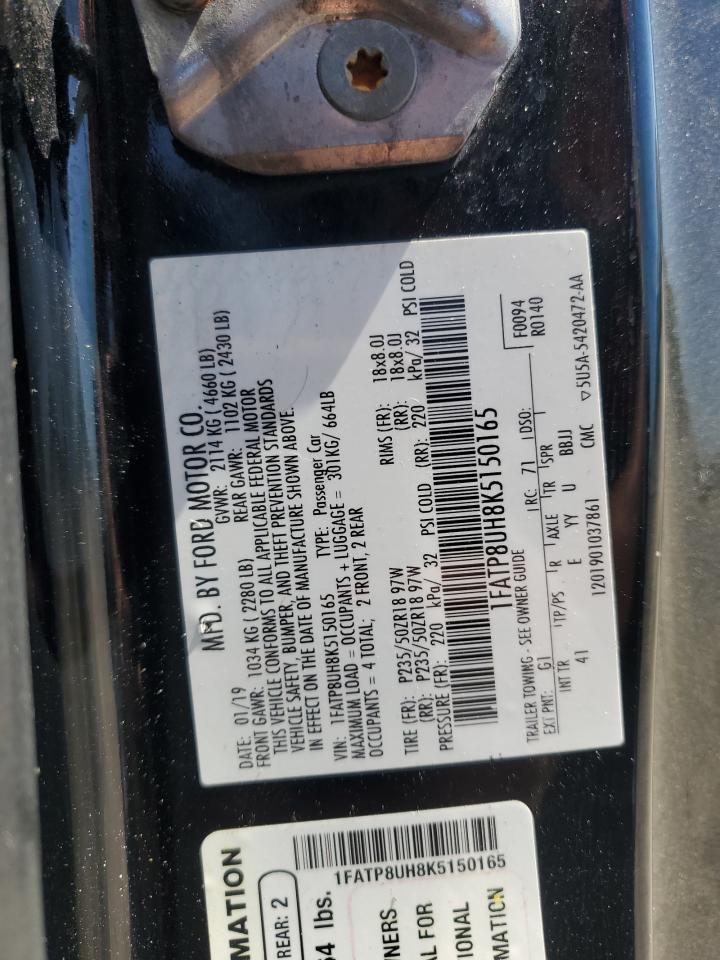 MFD. BY FORD MOTOR CO.
DATE: 01/19 GVWR: 2114 KG ( 4660 LB)
FRONT GAWR: 1034 KG ( 2280 LB) REAR GAWR: 1102 KG ( 2430 LB)
THIS VEHICLE CONFORMS TO ALL APPLICABLE FEDERAL MOTOR
VEHICLE SAFETY, BUMPER, AND THEFT PREVENTION STANDARDS
IN EFFECT ON THE DATE OF MANUFACTURE SHOWN ABOVE.
VIN: 1FATP8UH8K5150165 TYPE: Passenger Car
MAXIMUM LOAD = OCCUPANTS + LUGGAGE = 301KG/ 664LB
OCCUPANTS = 4 TOTAL; 2 FRONT, 2 REAR
TIRE (FR): P235/50ZR18 97W RIMS (FR): 18x8.0J
(RR): P235/50ZR18 97W (RR): 18x8.0J
PRESSURE (FR): 220 kPa/ 32 PSI COLD (RR): 220 kPa/ 32 PSI COLD
1FATP8UH8K5150165
TRAILER TOWING - SEE OWNER GUIDE
F0094
R0140
EXT PNT: G1 RC: 71 DSO:
INT TR TP/PS R AXLE TR SPR
41 E YY U BBJJ
1201901037861 CMC ▽5U5A-5420472-AA
MATION
REAR: 2
64 lbs.
1FATP8UH8K5150165
NERS
AL FOR
IONAL
MATION